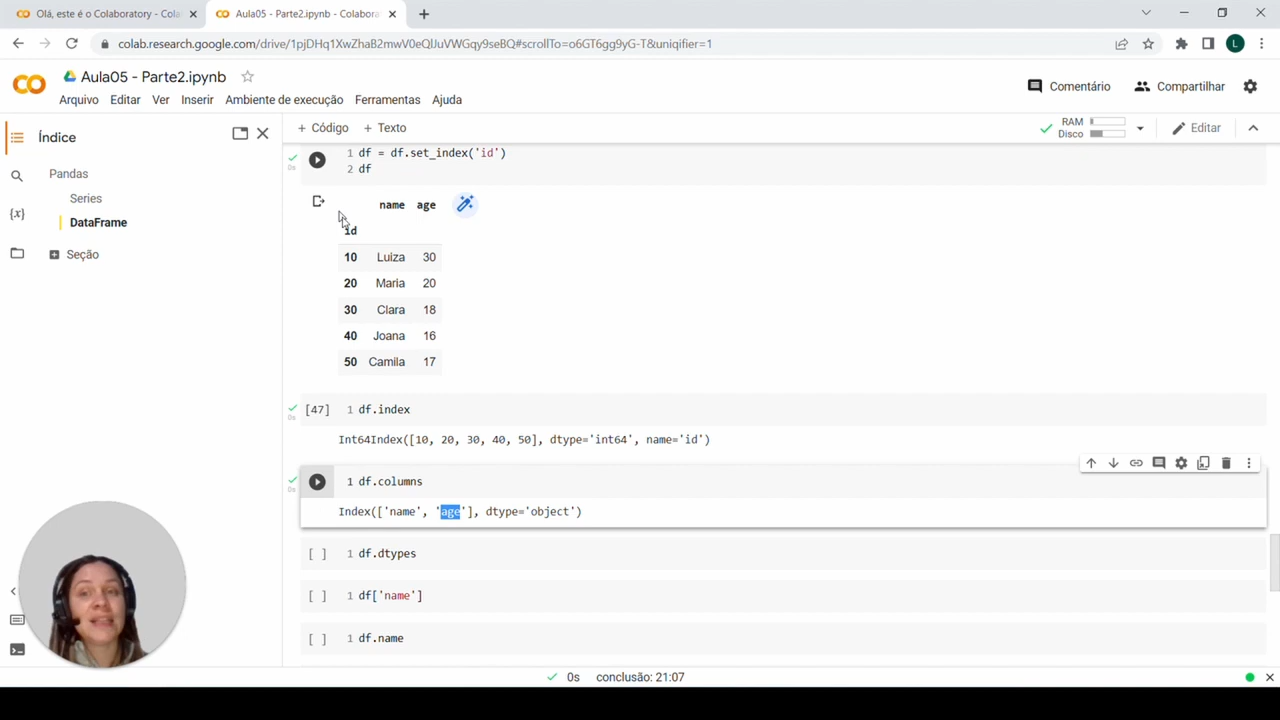 Olá, este é o Colaboratory - Cola
Aula05 - Parte2.ipynb - Colabora
colab.research.google.com/drive/1pjDHq1XwZhaB2mwV0eQIJuVWGqy9seBQ#scrollTo=o6GT6gg9yG-T&uniqifier=1
L
Aula05 - Parte2.ipynb
Comentário
Compartilhar
Arquivo Editar Ver Inserir Ambiente de execução Ferramentas Ajuda
Índice
+ Código + Texto
RAM
Disco
Editar
Pandas
Series
DataFrame
Seção
{x}
0s
1 df = df.set_index('id')
2 df
name age
id
10 Luiza 30
20 Maria 20
30 Clara 18
40 Joana 16
50 Camila 17
0s
[47] 1 df.index
Int64Index([10, 20, 30, 40, 50], dtype='int64', name='id')
0s
1 df.columns
Index(['name', 'age'], dtype='object')
[ ] 1 df.dtypes
[ ] 1 df['name']
[ ] 1 df.name
0s conclusão: 21:07